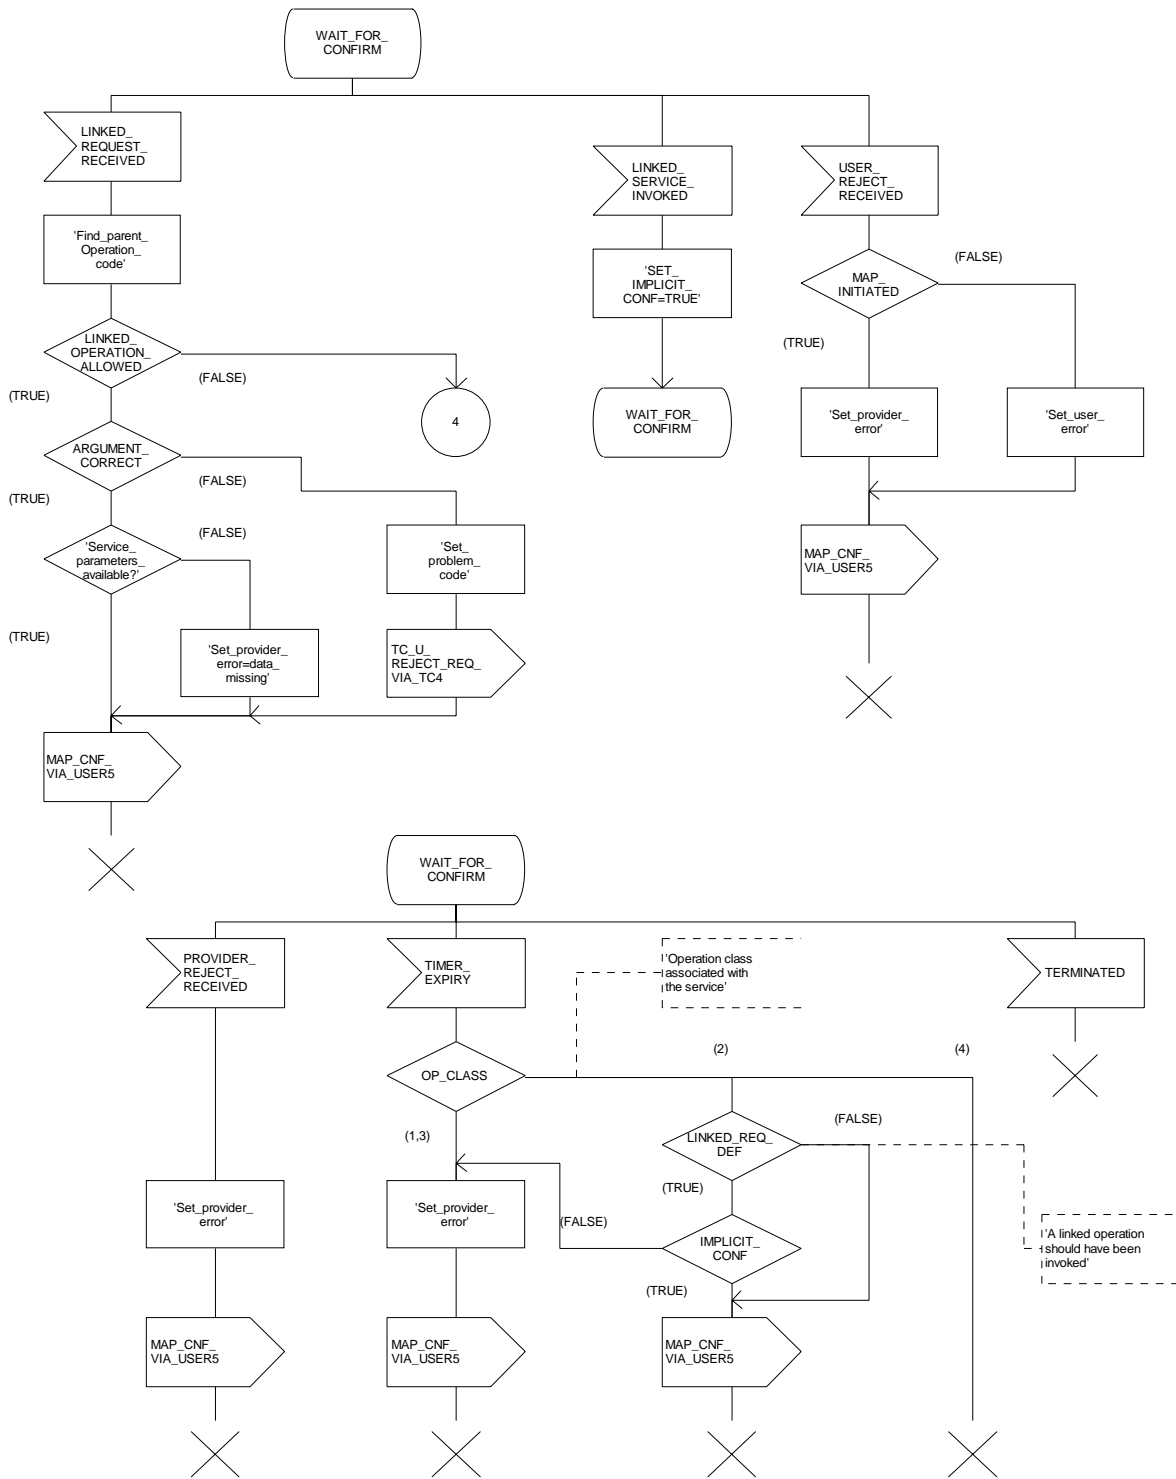 WAIT_FOR_
CONFIRM
LINKED_
REQUEST_
RECEIVED
LINKED_
SERVICE_
INVOKED
USER_
REJECT_
RECEIVED
'Find_parent_
Operation_
code'
'SET_
IMPLICIT_
CONF=TRUE'
MAP_
INITIATED
(FALSE)
(TRUE)
LINKED_
OPERATION_
ALLOWED
(FALSE)
(TRUE)
4
WAIT_FOR_
CONFIRM
'Set_provider_
error'
'Set_user_
error'
ARGUMENT_
CORRECT
(FALSE)
(TRUE)
'Service_
parameters_
available?'
(FALSE)
'Set_
problem_
code'
MAP_CNF_
VIA_USER5
(TRUE)
'Set_provider_
error=data_
missing'
TC_U_
REJECT_REQ_
VIA_TC4
MAP_CNF_
VIA_USER5
WAIT_FOR_
CONFIRM
PROVIDER_
REJECT_
RECEIVED
TIMER_
EXPIRY
'Operation class
associated with
the service'
TERMINATED
OP_CLASS
(2)
(4)
(1,3)
LINKED_REQ_
DEF
(FALSE)
(TRUE)
'Set_provider_
error'
'Set_provider_
error'
(FALSE)
IMPLICIT_
CONF
'A linked operation
should have been
invoked'
(TRUE)
MAP_CNF_
VIA_USER5
MAP_CNF_
VIA_USER5
MAP_CNF_
VIA_USER5